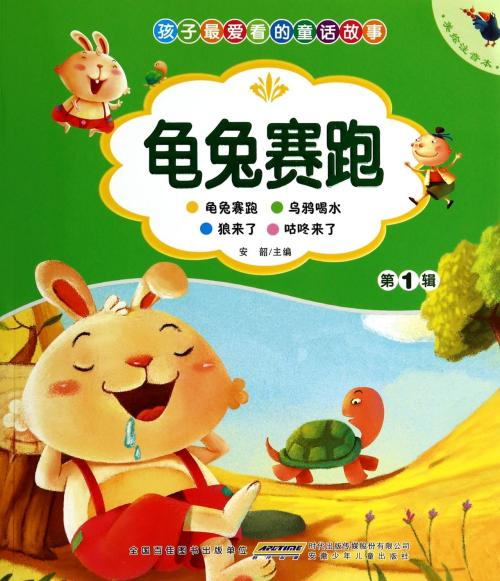 孩子最爱看的童话故事
美绘注音本
龟兔赛跑
龟兔赛跑 乌鸦喝水
狼来了 咕咚来了
安 韶/主编
第1辑
全国百佳图书出版单位
ARCTIME
时代出版传媒股份有限公司
安徽少年儿童出版社